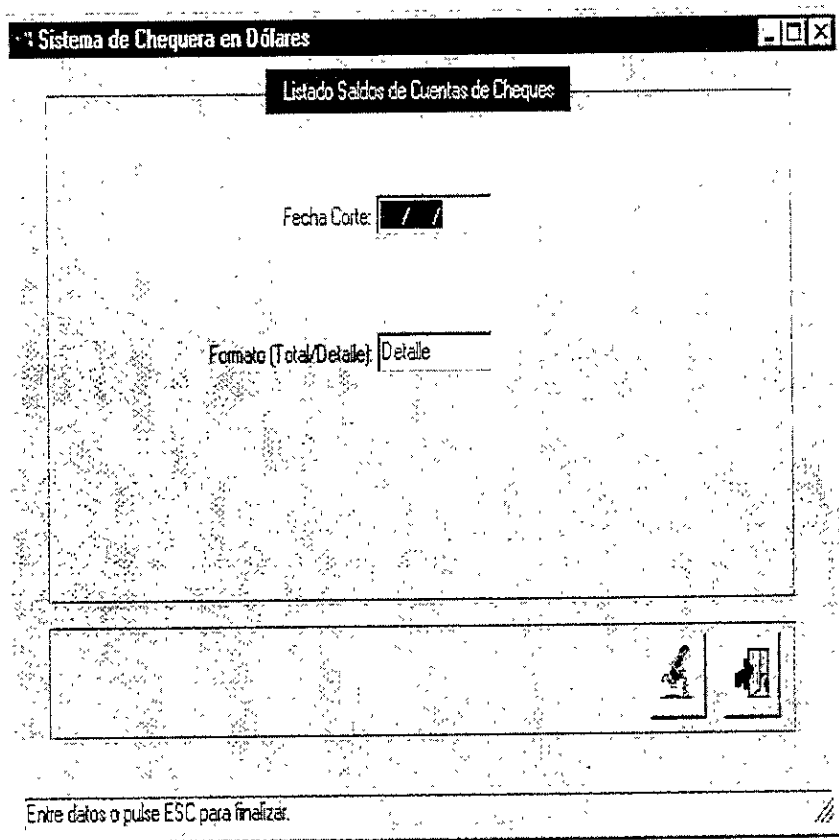 Sistema de Chequera en Dólares
Listado Saldos de Cuentas de Cheques
Fecha Corte: / /
Formato (Total/Detalle): Detalle
Entre datos o pulse ESC para finalizar.